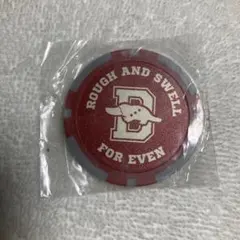 ROUGH AND SWELL
D
FOR EVEN